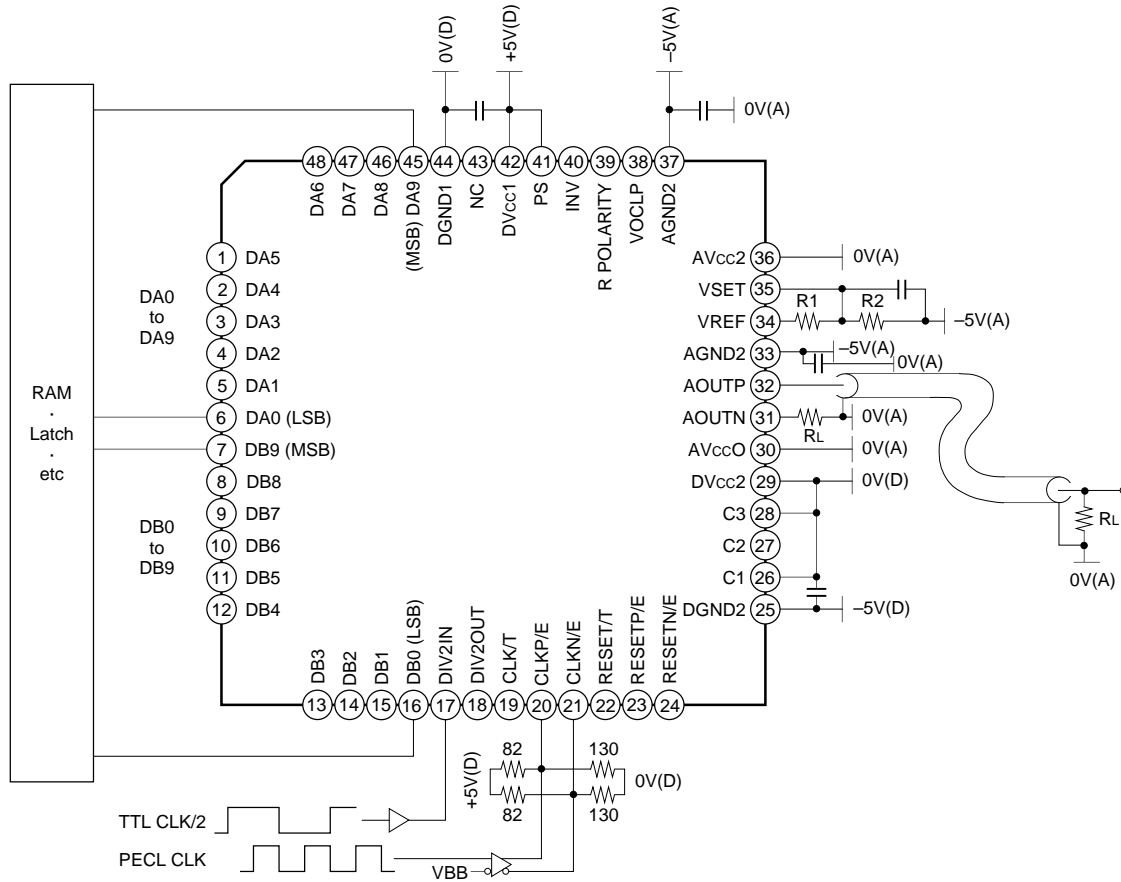 0V(D)
+5V(D)
–5V(A)
0V(A)
48 47 46 45 44 43 42 41 40 39 38 37
DA6
DA7
DA8
(MSB) DA9
DGND1
NC
DVCC1
PS
INV
R POLARITY
VOCLP
AGND2
RAM
·
Latch
·
etc
DA0
to
DA9
DB0
to
DB9
1 DA5
2 DA4
3 DA3
4 DA2
5 DA1
6 DA0 (LSB)
7 DB9 (MSB)
8 DB8
9 DB7
10 DB6
11 DB5
12 DB4
AVCC2 36 0V(A)
VSET 35
R1 R2
VREF 34 –5V(A)
AGND2 33 –5V(A)
0V(A)
AOUTP 32
AOUTN 31 RL 0V(A)
AVCCO 30 0V(A)
DVCC2 29 0V(D)
C3 28
C2 27
C1 26
DGND2 25 –5V(D)
RL
0V(A)
DB3
DB2
DB1
DB0 (LSB)
DIV2IN
DIV2OUT
CLK/T
CLKP/E
CLKN/E
RESET/T
RESETP/E
RESETN/E
13 14 15 16 17 18 19 20 21 22 23 24
82 130
+5V(D) 0V(D)
82 130
TTL CLK/2
PECL CLK
VBB